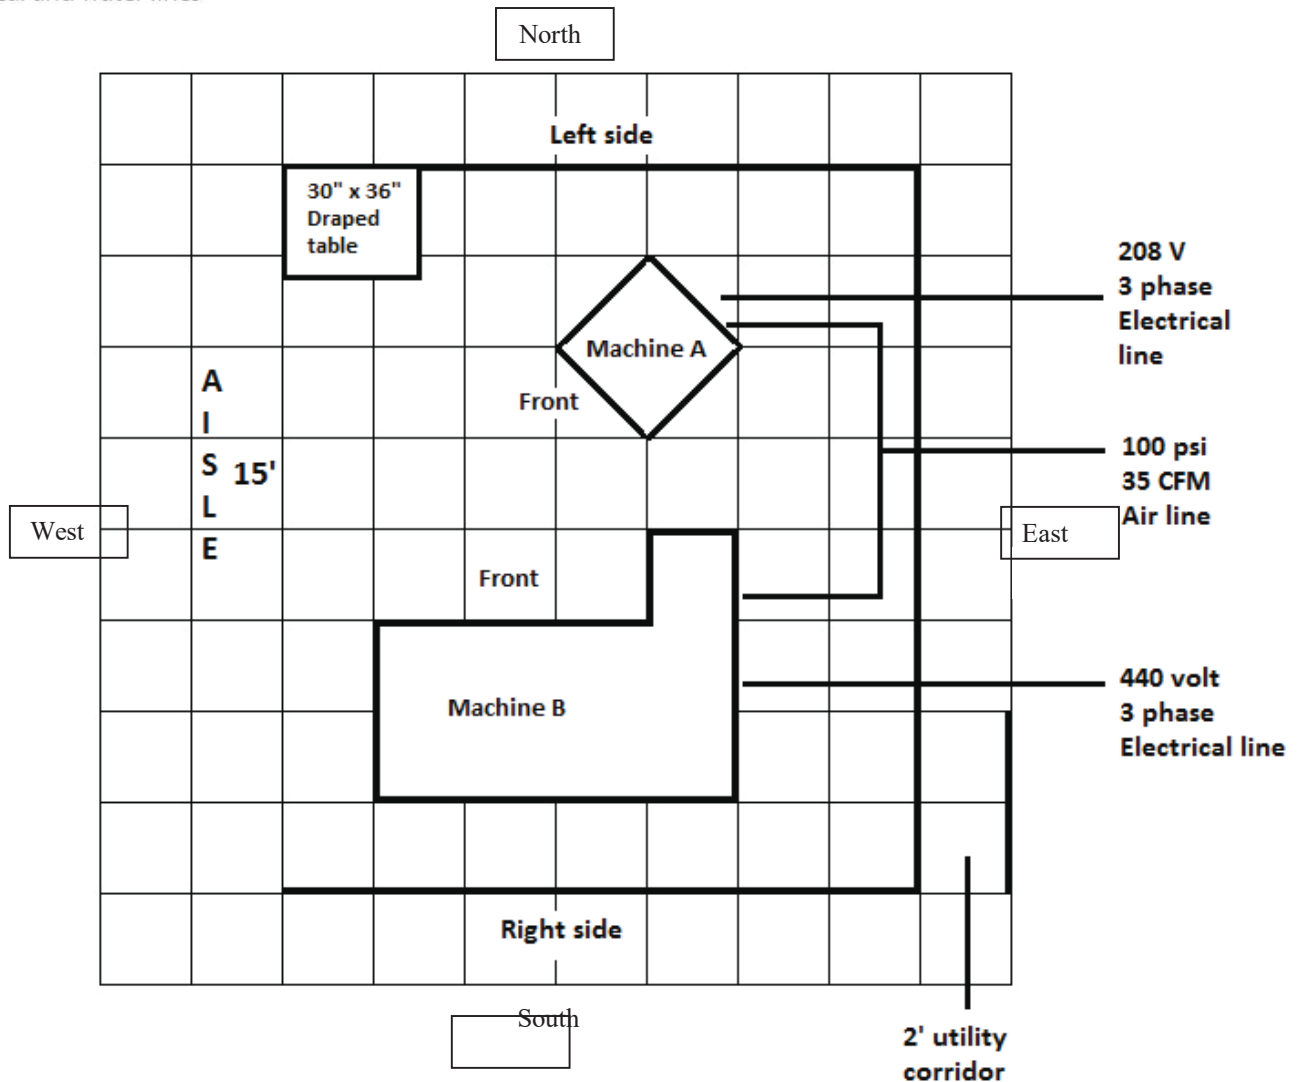 North
Left side
30" x 36"
Draped
table
208 V
3 phase
Electrical
line
Machine A
Front
A
I
S
L
E
15'
100 psi
35 CFM
Air line
West
East
Front
440 volt
3 phase
Electrical line
Machine B
Right side
South
2' utility
corridor